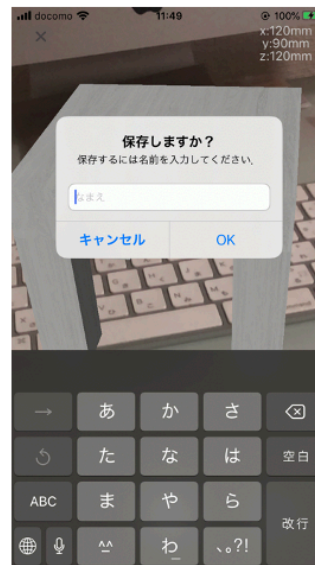 docomo 11:49 100%
x:120mm
y:90mm
z:120mm
保存しますか？
保存するには名前を入力してください。
なまえ
キャンセル OK
→ あ か さ
た な は 空白
ABC ま や ら
改行
^^ わ_ 、。?!